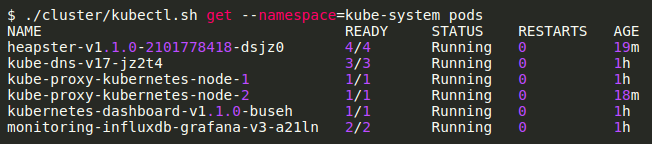 $ ./cluster/kubectl.sh get --namespace=kube-system pods
NAME READY STATUS RESTARTS AGE
heapster-v1.1.0-2101778418-dsjz0 4/4 Running 0 19m
kube-dns-v17-jz2t4 3/3 Running 0 1h
kube-proxy-kubernetes-node-1 1/1 Running 0 1h
kube-proxy-kubernetes-node-2 1/1 Running 0 18m
kubernetes-dashboard-v1.1.0-buseh 1/1 Running 0 1h
monitoring-influxdb-grafana-v3-a21ln 2/2 Running 0 1h